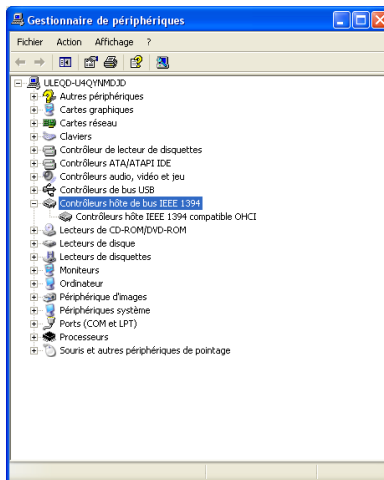 Gestionnaire de périphériques
Fichier Action Affichage ?
ULEQD-U4QYNMDJD
Autres périphériques
Cartes graphiques
Cartes réseau
Claviers
Contrôleur de lecteur de disquettes
Contrôleurs ATA/ATAPI IDE
Contrôleurs audio, vidéo et jeu
Contrôleurs de bus USB
Contrôleurs hôte de bus IEEE 1394
Contrôleurs hôte IEEE 1394 compatible OHCI
Lecteurs de CD-ROM/DVD-ROM
Lecteurs de disque
Lecteurs de disquettes
Moniteurs
Ordinateur
Périphérique d'images
Périphériques système
Ports (COM et LPT)
Processeurs
Souris et autres périphériques de pointage